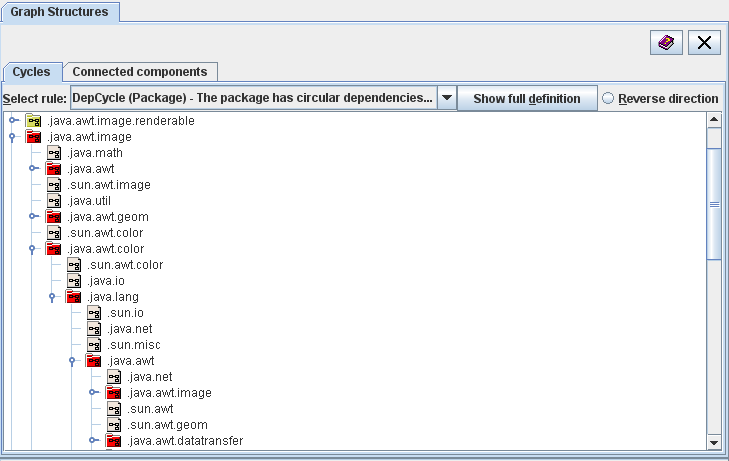 Graph Structures
Cycles
Connected components
Select rule:
DepCycle (Package) - The package has circular dependencies...
Show full definition
Reverse direction
.java.awt.image.renderable
.java.awt.image
.java.math
.java.awt
.sun.awt.image
.java.util
.java.awt.geom
.sun.awt.color
.java.awt.color
.sun.awt.color
.java.io
.java.lang
.sun.io
.java.net
.sun.misc
.java.awt
.java.net
.java.awt.image
.sun.awt
.sun.awt.geom
.java.awt.datatransfer